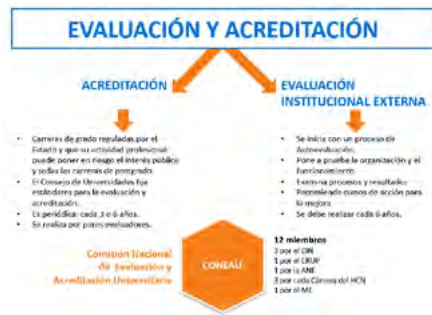 EVALUACIÓN Y ACREDITACIÓN
ACREDITACIÓN
• Carreras de grado reguladas por el
Estado y que su actividad profesional
puede poner en riesgo el interés público
y todas las carreras de postgrado.
• El Consejo de Universidades fija
estándares para la evaluación y
acreditación.
• Es periódica: cada 3 o 6 años.
• Se realiza por pares evaluadores.
EVALUACIÓN
INSTITUCIONAL EXTERNA
• Se inicia con un proceso de
Autoevaluación.
• Pone a prueba la organización y el
funcionamiento
• Examina procesos y resultados
• Recomienda cursos de acción para
la mejora
• Se debe realizar cada 6 años.
Comisión Nacional
de Evaluación y
Acreditación Universitaria
CONEAU
12 miembros
3 por el CIN
1 por el CRUP
1 por la ANE
3 por cada Cámara del HCN
1 por el ME